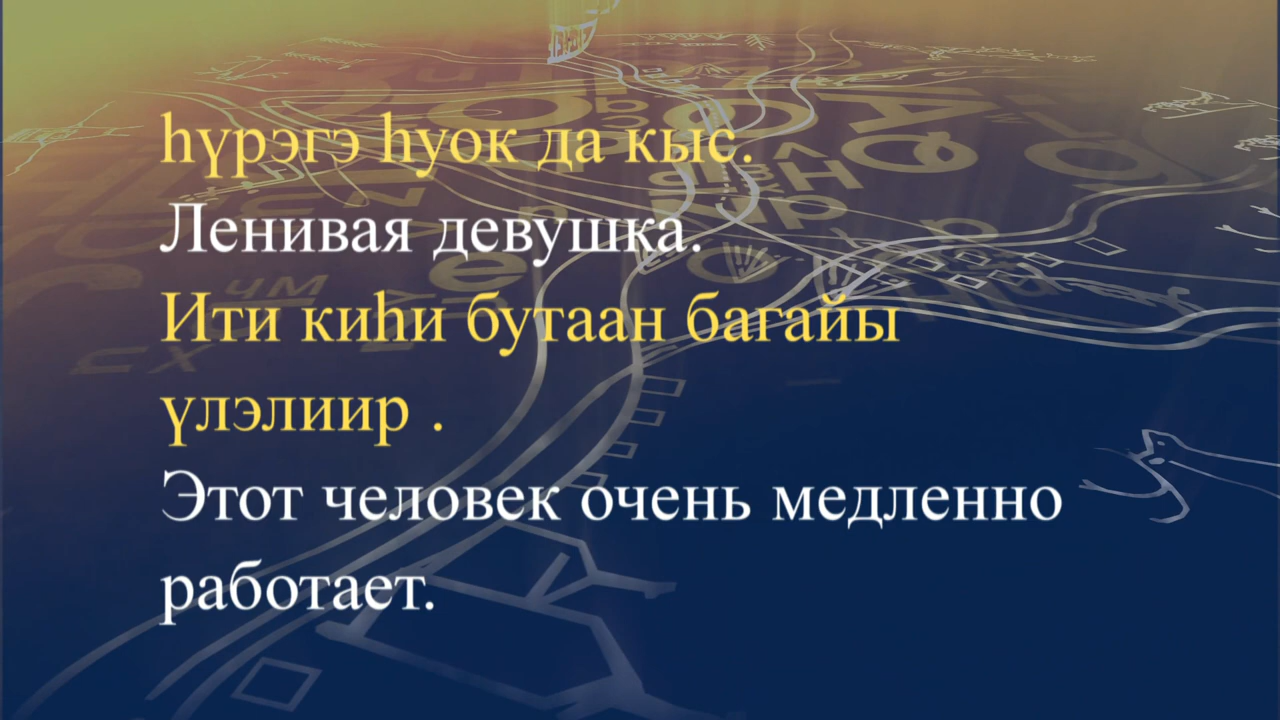 һүрэгэ һуок да кыс.
Ленивая девушка.
Ити киһи бутаан багайы
үлэлиир .
Этот человек очень медленно
работает.